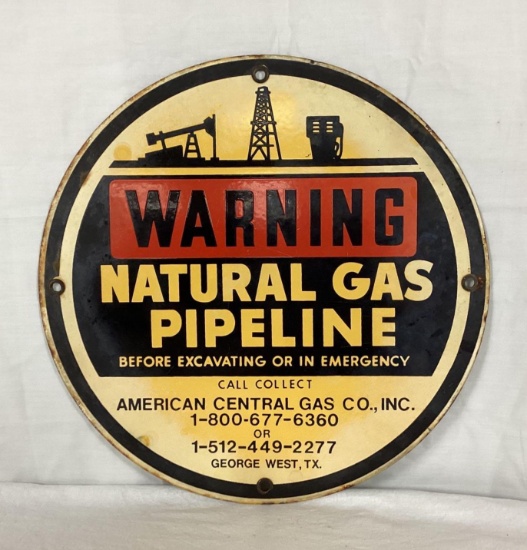 WARNING
NATURAL GAS
PIPELINE
BEFORE EXCAVATING OR IN EMERGENCY
CALL COLLECT
AMERICAN CENTRAL GAS CO., INC.
1-800-677-6360
OR
1-512-449-2277
GEORGE WEST, TX.